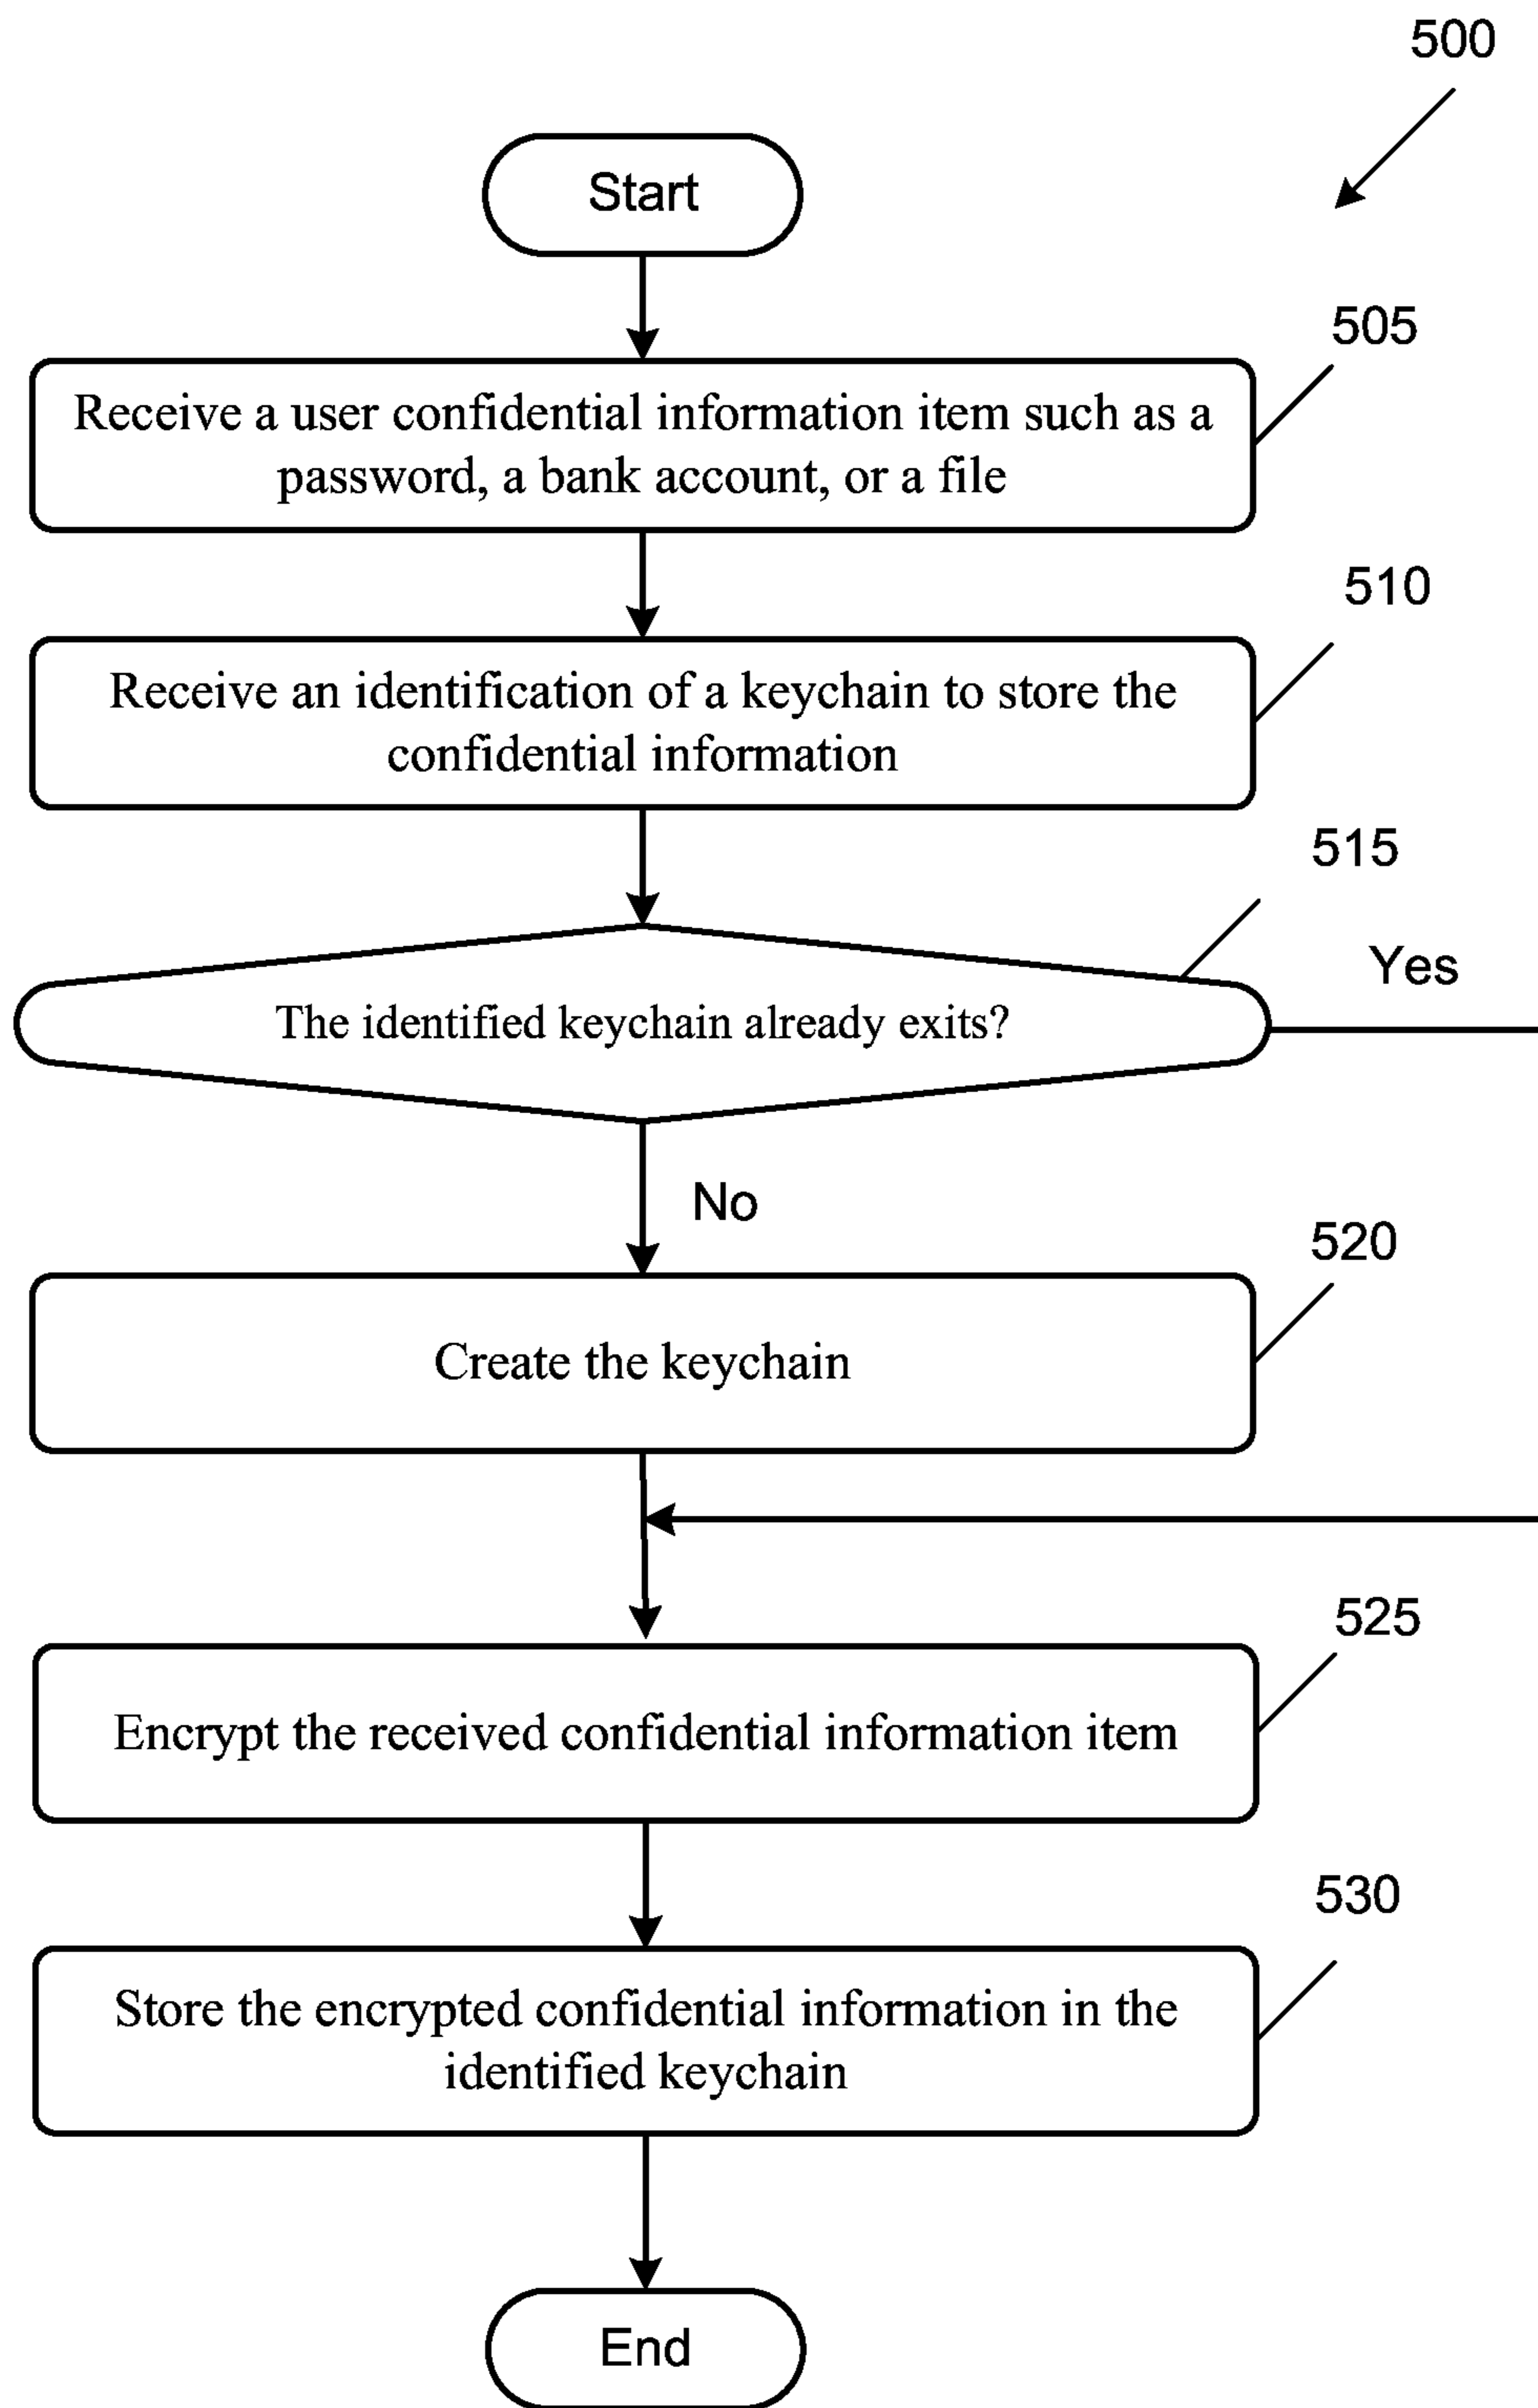 500
Start
505
Receive a user confidential information item such as a
password, a bank account, or a file
510
Receive an identification of a keychain to store the
confidential information
515
Yes
The identified keychain already exits?
No
520
Create the keychain
525
Encrypt the received confidential information item
530
Store the encrypted confidential information in the
identified keychain
End